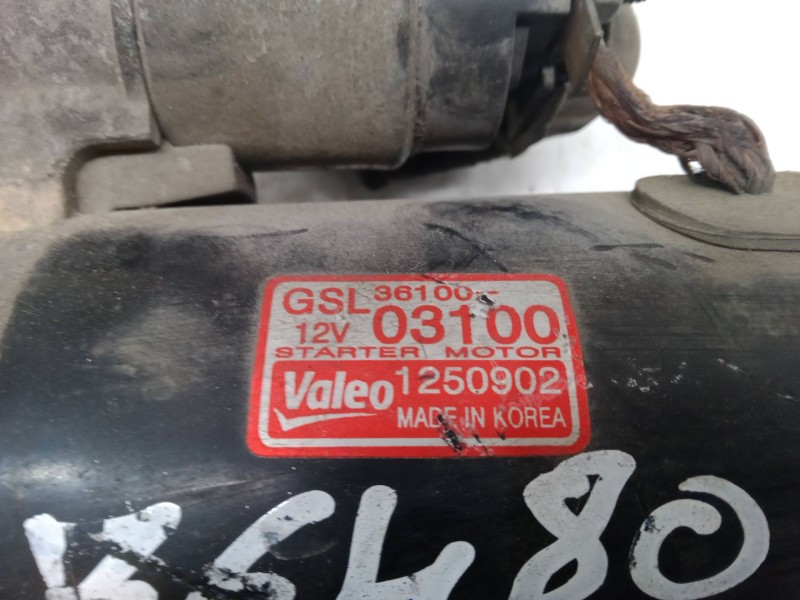 GSL 36100-
12V 03100
STARTER MOTOR
Valeo 1250902
MADE IN KOREA